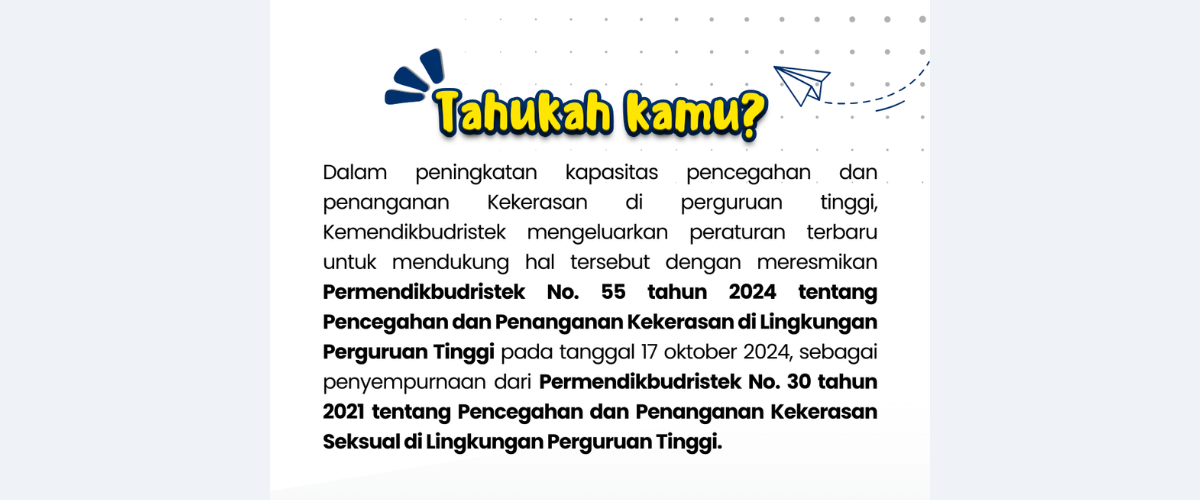 Tahukah kamu?
Dalam peningkatan kapasitas pencegahan dan
penanganan Kekerasan di perguruan tinggi,
Kemendikbudristek mengeluarkan peraturan terbaru
untuk mendukung hal tersebut dengan meresmikan
Permendikbudristek No. 55 tahun 2024 tentang
Pencegahan dan Penanganan Kekerasan di Lingkungan
Perguruan Tinggi pada tanggal 17 oktober 2024, sebagai
penyempurnaan dari Permendikbudristek No. 30 tahun
2021 tentang Pencegahan dan Penanganan Kekerasan
Seksual di Lingkungan Perguruan Tinggi.